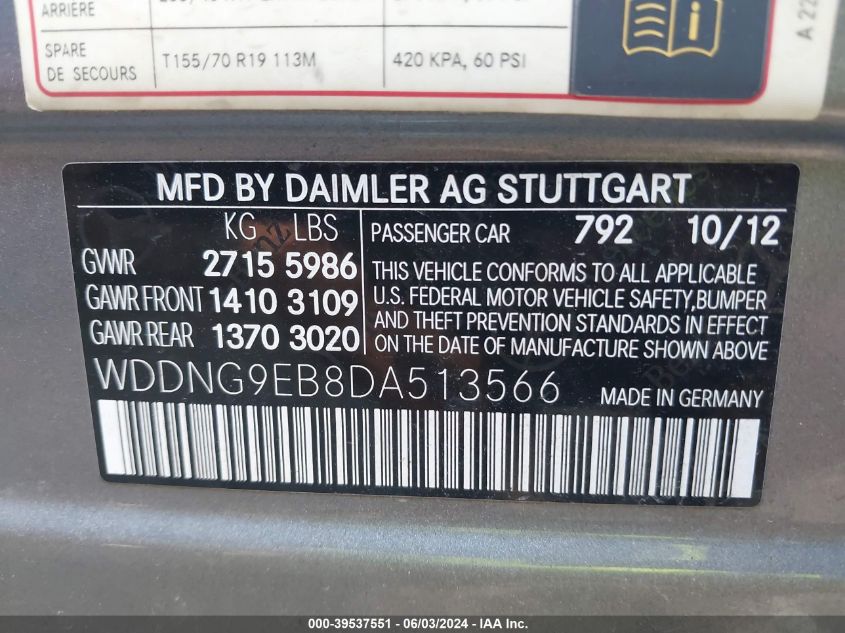 ARRIERE
SPARE
DE SECOURS
T155/70 R19 113M
420 KPA, 60 PSI
A 22
MFD BY DAIMLER AG STUTTGART
KG LBS
GVWR 2715 5986
GAWR FRONT 1410 3109
GAWR REAR 1370 3020
PASSENGER CAR 792 10/12
THIS VEHICLE CONFORMS TO ALL APPLICABLE
U.S. FEDERAL MOTOR VEHICLE SAFETY, BUMPER
AND THEFT PREVENTION STANDARDS IN EFFECT
ON THE DATE OF MANUFACTURE SHOWN ABOVE
WDDNG9EB8DA513566 MADE IN GERMANY
000-39537551 - 06/03/2024 - IAA Inc.